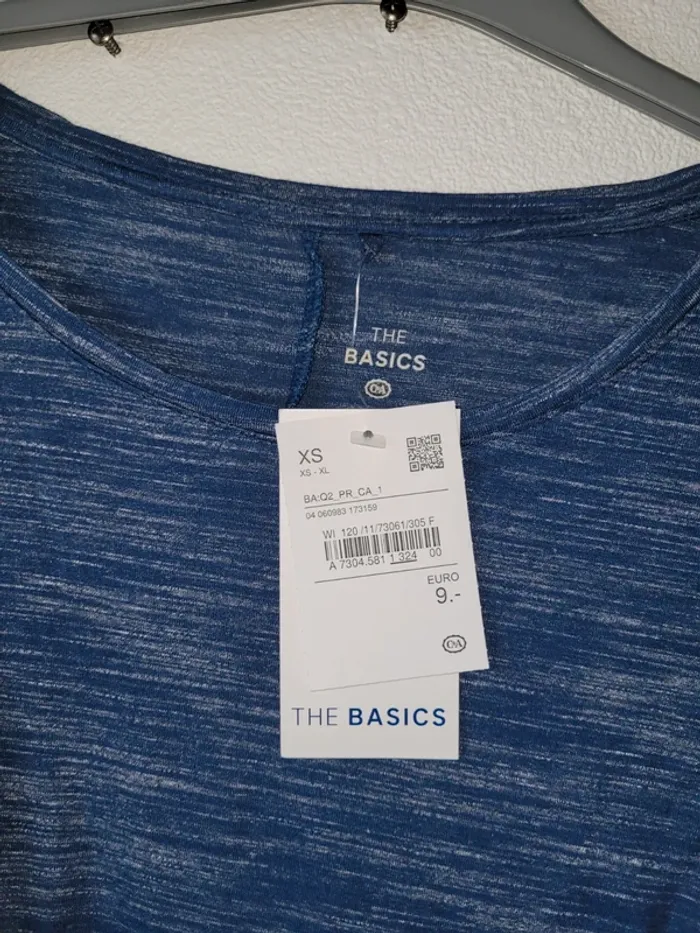 THE
BASICS
C&A
XS
XS - XL
BA:Q2_PR_CA_1
04 060983 173159
WI 120 /11/73061/305 F
A 7304.581 1 324 00
EURO
9.-
C&A
THE BASICS